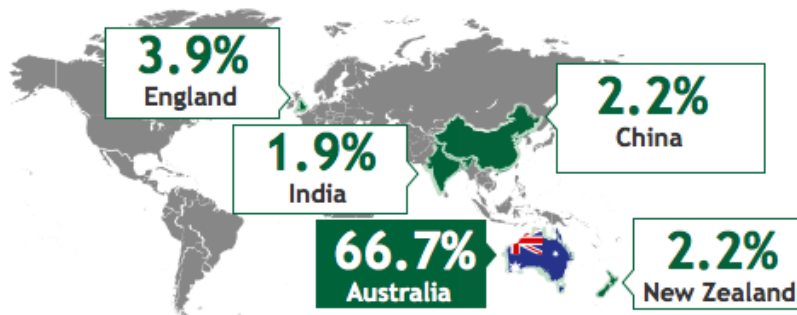 3.9%
England
2.2%
China
1.9%
India
66.7%
Australia
2.2%
New Zealand